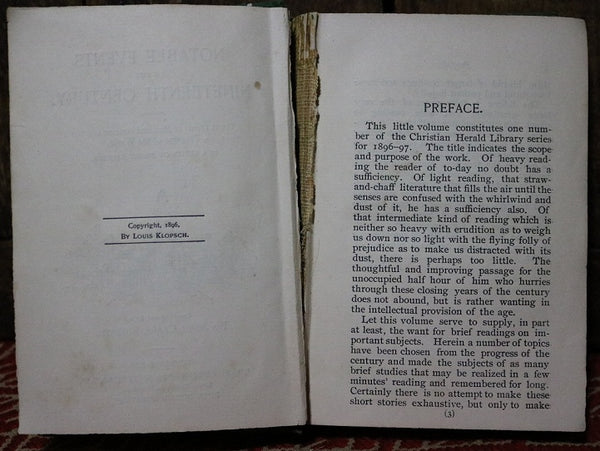 Copyright, 1896,
BY LOUIS KLOPSCH.
PREFACE.
This little volume constitutes one num-
ber of the Christian Herald Library series
for 1896–97. The title indicates the scope
and purpose of the work. Of heavy read-
ing the reader of to-day no doubt has a
sufficiency. Of light reading, that straw-
and-chaff literature that fills the air until the
senses are confused with the whirlwind and
dust of it, he has a sufficiency also. Of
that intermediate kind of reading which is
neither so heavy with erudition as to weigh
us down nor so light with the flying folly of
prejudice as to make us distracted with its
dust, there is perhaps too little. The
thoughtful and improving passage for the
unoccupied half hour of him who hurries
through these closing years of the century
does not abound, but is rather wanting in
the intellectual provision of the age.
Let this volume serve to supply, in part
at least, the want for brief readings on im-
portant subjects. Herein a number of topics
have been chosen from the progress of the
century and made the subjects of as many
brief studies that may be realized in a few
minutes' reading and remembered for long.
Certainly there is no attempt to make these
short stories exhaustive, but only to make
(3)